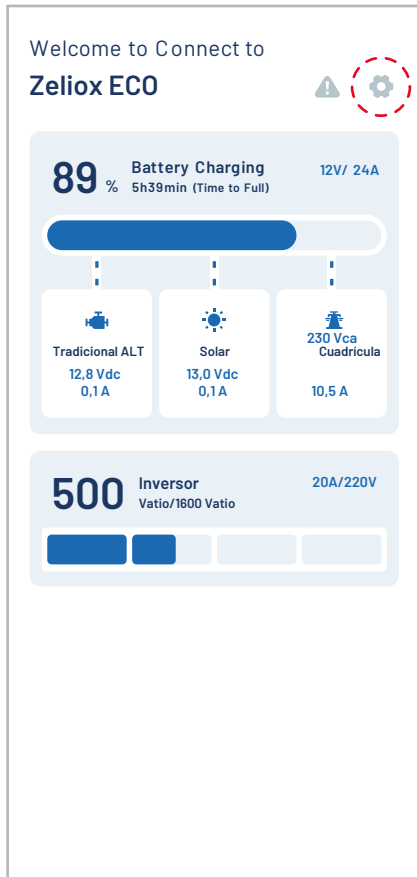 Welcome to Connect to
Zeliox ECO
89 %
Battery Charging
5h39min (Time to Full)
12V/ 24A
Tradicional ALT
12,8 Vdc
0,1 A
Solar
13,0 Vdc
0,1 A
230 Vca
Cuadrícula
10,5 A
500
Inversor
Vatio/1600 Vatio
20A/220V